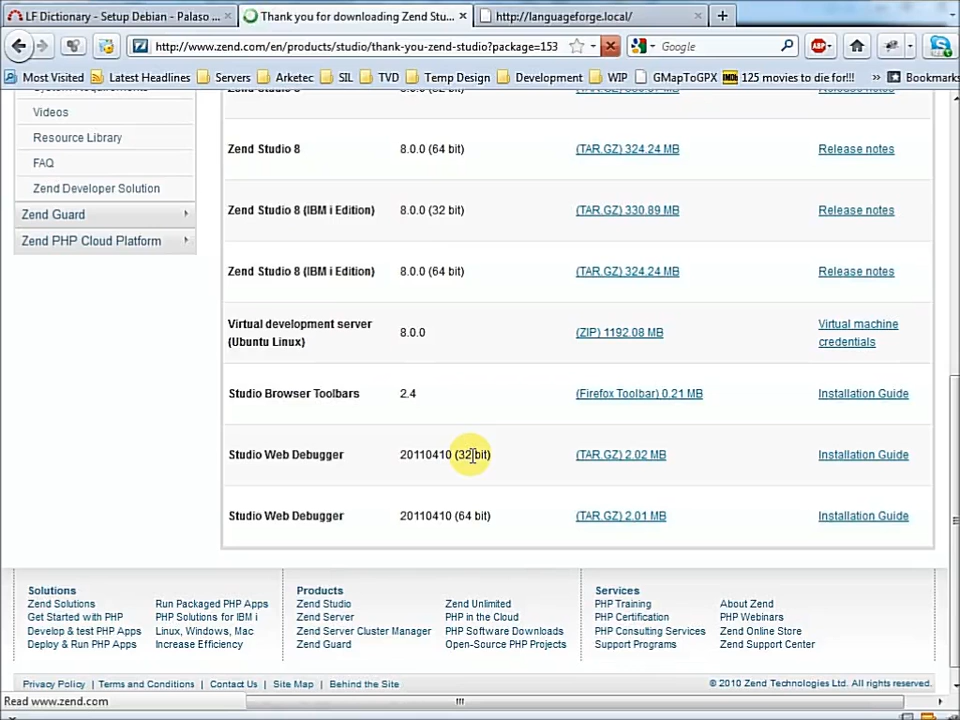 LF Dictionary - Setup Debian - Palaso ...
Thank you for downloading Zend Stu...
http://languageforge.local/
http://www.zend.com/en/products/studio/thank-you-zend-studio?package=153
Google
ABP
Most Visited
Latest Headlines
Servers
Arketec
SIL
TVD
Temp Design
Development
WIP
GMapToGPX
IMDb
125 movies to die for!!!
»
Bookmarks
System Requirements
Videos
Resource Library
FAQ
Zend Developer Solution
Zend Guard
Zend PHP Cloud Platform
Zend Studio 8 (64 bit) Release notes
Zend Studio 8 8.0.0 (64 bit) (TAR.GZ) 324.24 MB Release notes
Zend Studio 8 (IBM i Edition) 8.0.0 (32 bit) (TAR.GZ) 330.89 MB Release notes
Zend Studio 8 (IBM i Edition) 8.0.0 (64 bit) (TAR.GZ) 324.24 MB Release notes
Virtual development server (Ubuntu Linux) 8.0.0 (ZIP) 1192.08 MB Virtual machine credentials
Studio Browser Toolbars 2.4 (Firefox Toolbar) 0.21 MB Installation Guide
Studio Web Debugger 20110410 (32 bit) (TAR.GZ) 2.02 MB Installation Guide
Studio Web Debugger 20110410 (64 bit) (TAR.GZ) 2.01 MB Installation Guide
Solutions
Zend Solutions
Get Started with PHP
Develop & test PHP Apps
Deploy & Run PHP Apps
Run Packaged PHP Apps
PHP Solutions for IBM i
Linux, Windows, Mac
Increase Efficiency
Products
Zend Studio
Zend Server
Zend Server Cluster Manager
Zend Guard
Zend Unlimited
PHP in the Cloud
PHP Software Downloads
Open-Source PHP Projects
Services
PHP Training
PHP Certification
PHP Consulting Services
Support Programs
About Zend
PHP Webinars
Zend Online Store
Zend Support Center
Privacy Policy | Terms and Conditions | Contact Us | Site Map | Behind the Site
© 2010 Zend Technologies Ltd. All rights reserved.
Read www.zend.com